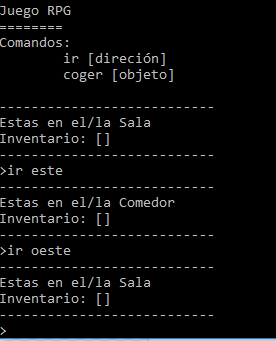 Juego RPG
========
Comandos:
        ir [direción]
        coger [objeto]

---------------------------
Estas en el/la Sala
Inventario: []
---------------------------
>ir este
---------------------------
Estas en el/la Comedor
Inventario: []
---------------------------
>ir oeste
---------------------------
Estas en el/la Sala
Inventario: []
---------------------------
>